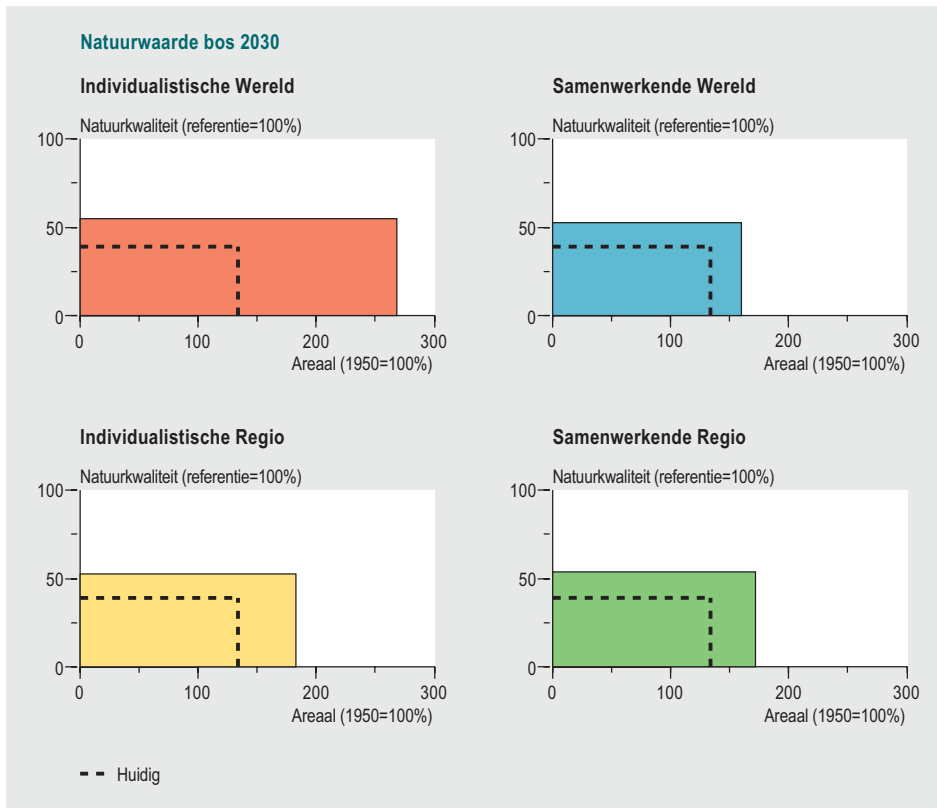 Natuurwaarde bos 2030
Individualistische Wereld
Natuurkwaliteit (referentie=100%)
100
50
0
0 100 200 300
Areaal (1950=100%)
Samenwerkende Wereld
Natuurkwaliteit (referentie=100%)
100
50
0
0 100 200 300
Areaal (1950=100%)
Individualistische Regio
Natuurkwaliteit (referentie=100%)
100
50
0
0 100 200 300
Areaal (1950=100%)
Samenwerkende Regio
Natuurkwaliteit (referentie=100%)
100
50
0
0 100 200 300
Areaal (1950=100%)
Huidig